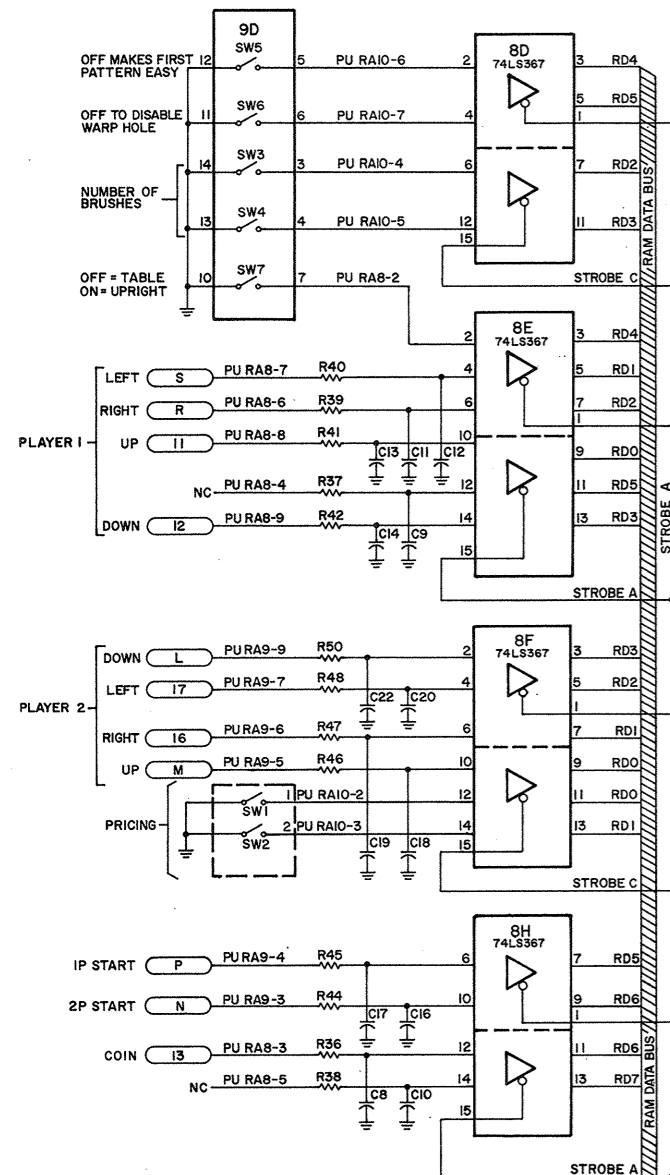 9D
SW5
OFF MAKES FIRST
PATTERN EASY
12
5
PU RA10-6
2
8D
74LS367
3
RD4
5
RD5
1
SW6
OFF TO DISABLE
WARP HOLE
11
6
PU RA10-7
4
SW3
14
3
PU RA10-4
6
7
RD2
NUMBER OF
BRUSHES
SW4
13
4
PU RA10-5
12
11
RD3
15
SW7
OFF = TABLE
ON = UPRIGHT
10
7
PU RA8-2
STROBE C
RAM DATA BUS
8E
74LS367
2
3
RD4
PLAYER 1
LEFT
S
PU RA8-7
R40
4
5
RD1
RIGHT
R
PU RA8-6
R39
6
7
RD2
1
UP
11
PU RA8-8
R41
10
9
RD0
C13
C11
C12
NC
PU RA8-4
R37
12
11
RD5
DOWN
12
PU RA8-9
R42
14
13
RD3
C14
C9
15
STROBE A
STROBE A
8F
74LS367
PLAYER 2
DOWN
L
PU RA9-9
R50
2
3
RD3
LEFT
17
PU RA9-7
R48
4
5
RD2
C22
C20
1
RIGHT
16
PU RA9-6
R47
6
7
RD1
UP
M
PU RA9-5
R46
10
9
RD0
PRICING
SW1
1
PU RA10-2
12
11
RD0
SW2
2
PU RA10-3
14
13
RD1
C19
C18
15
STROBE C
8H
74LS367
1P START
P
PU RA9-4
R45
6
7
RD5
2P START
N
PU RA9-3
R44
10
9
RD6
1
C17
C16
COIN
13
PU RA8-3
R36
12
11
RD6
NC
PU RA8-5
R38
14
13
RD7
C8
C10
15
RAM DATA BUS
STROBE A